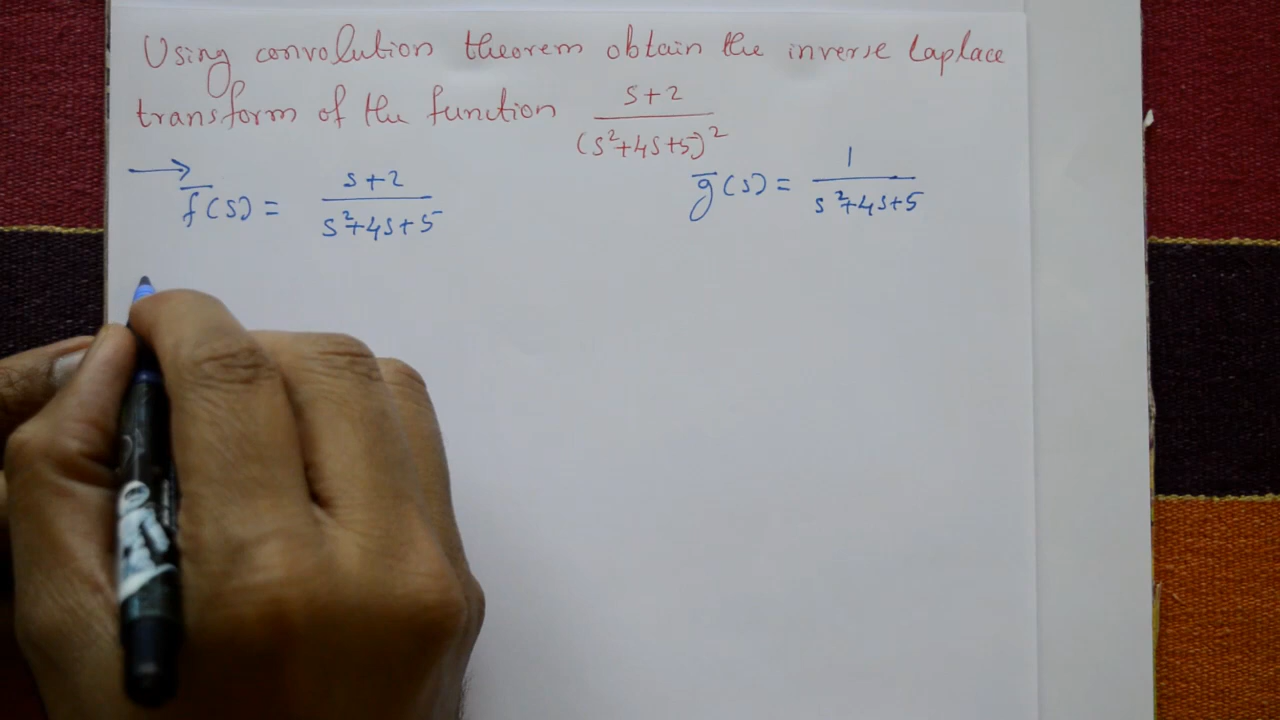 Using convolution theorem obtain the inverse Laplace
transform of the function s+2 / (s²+4s+5)²
→ f̅(s) = s+2 / s²+4s+5
g̅(s) = 1 / s²+4s+5